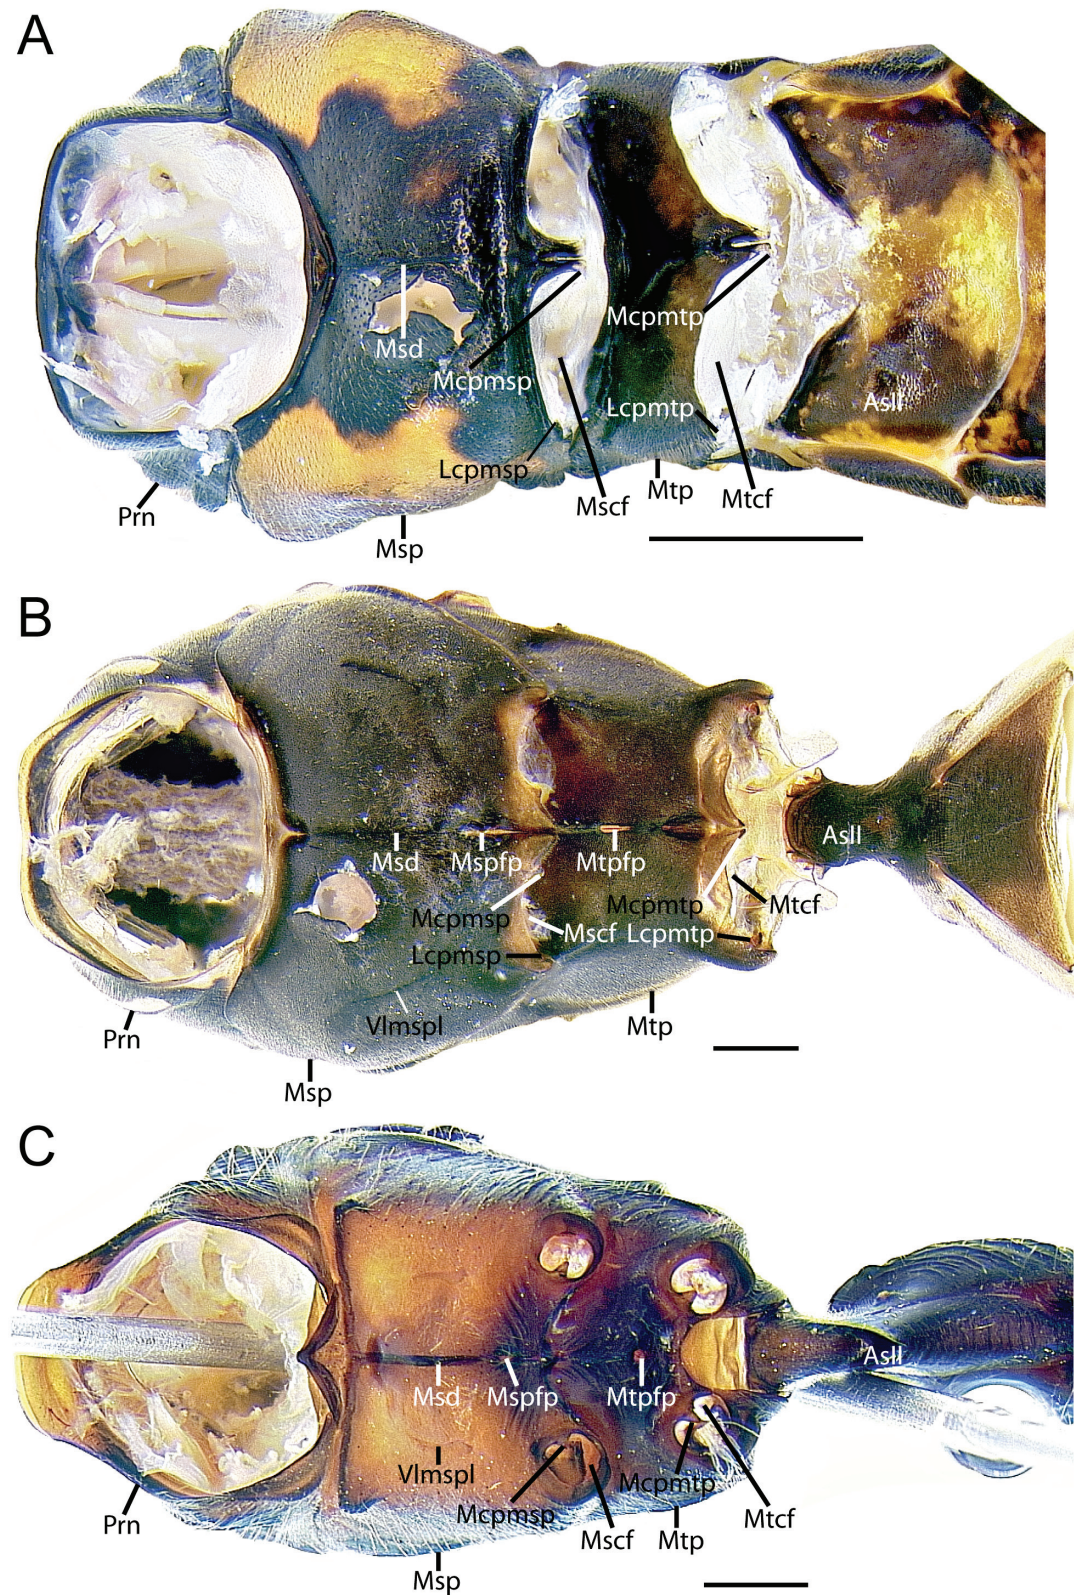 A
Msd
Mcpmsp
Mcpmtp
Lcpmtp
AsII
Lcpmsp
Prn
Mscf
Mtp
Mtcf
Msp
B
Msd
Mspfp
Mtpfp
AsII
Mcpmsp
Mcpmtp
Mtcf
Mscf
Lcpmtp
Lcpmsp
Vlmspl
Prn
Mtp
Msp
C
AsII
Msd
Mspfp
Mtpfp
Vlmspl
Mcpmsp
Mcpmtp
Prn
Mscf
Mtp
Mtcf
Msp